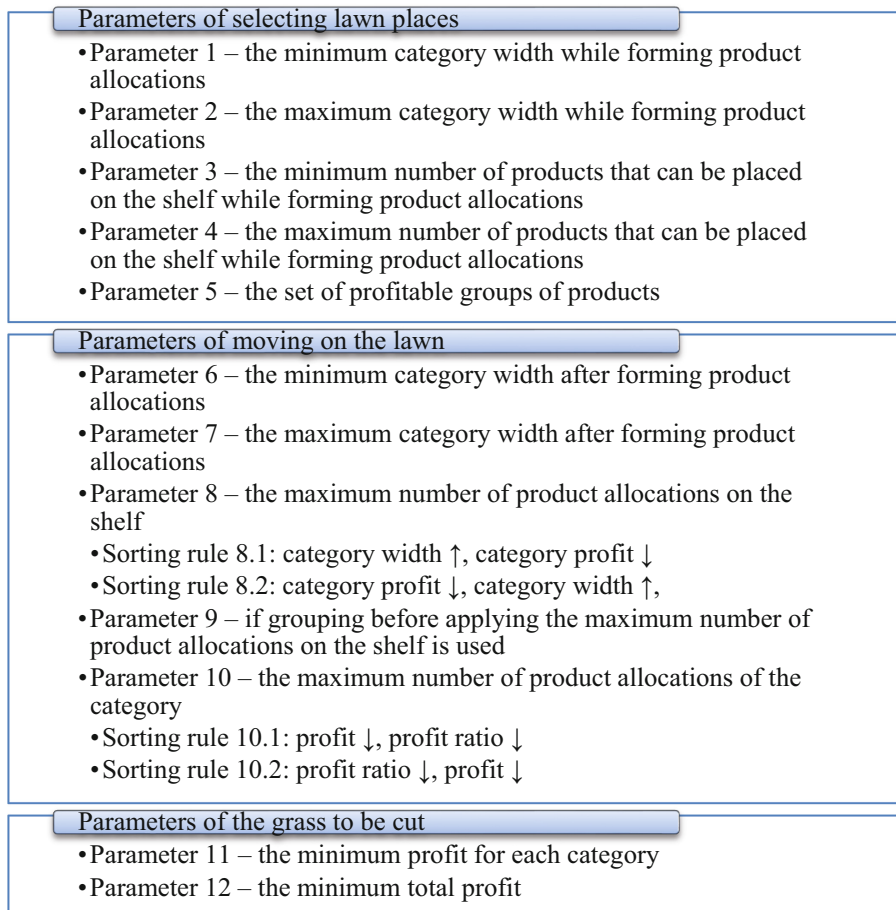 Parameters of selecting lawn places
•Parameter 1 – the minimum category width while forming product
allocations
•Parameter 2 – the maximum category width while forming product
allocations
•Parameter 3 – the minimum number of products that can be placed
on the shelf while forming product allocations
•Parameter 4 – the maximum number of products that can be placed
on the shelf while forming product allocations
•Parameter 5 – the set of profitable groups of products
Parameters of moving on the lawn
•Parameter 6 – the minimum category width after forming product
allocations
•Parameter 7 – the maximum category width after forming product
allocations
•Parameter 8 – the maximum number of product allocations on the
shelf
•Sorting rule 8.1: category width ↑, category profit ↓
•Sorting rule 8.2: category profit ↓, category width ↑,
•Parameter 9 – if grouping before applying the maximum number of
product allocations on the shelf is used
•Parameter 10 – the maximum number of product allocations of the
category
•Sorting rule 10.1: profit ↓, profit ratio ↓
•Sorting rule 10.2: profit ratio ↓, profit ↓
Parameters of the grass to be cut
•Parameter 11 – the minimum profit for each category
•Parameter 12 – the minimum total profit